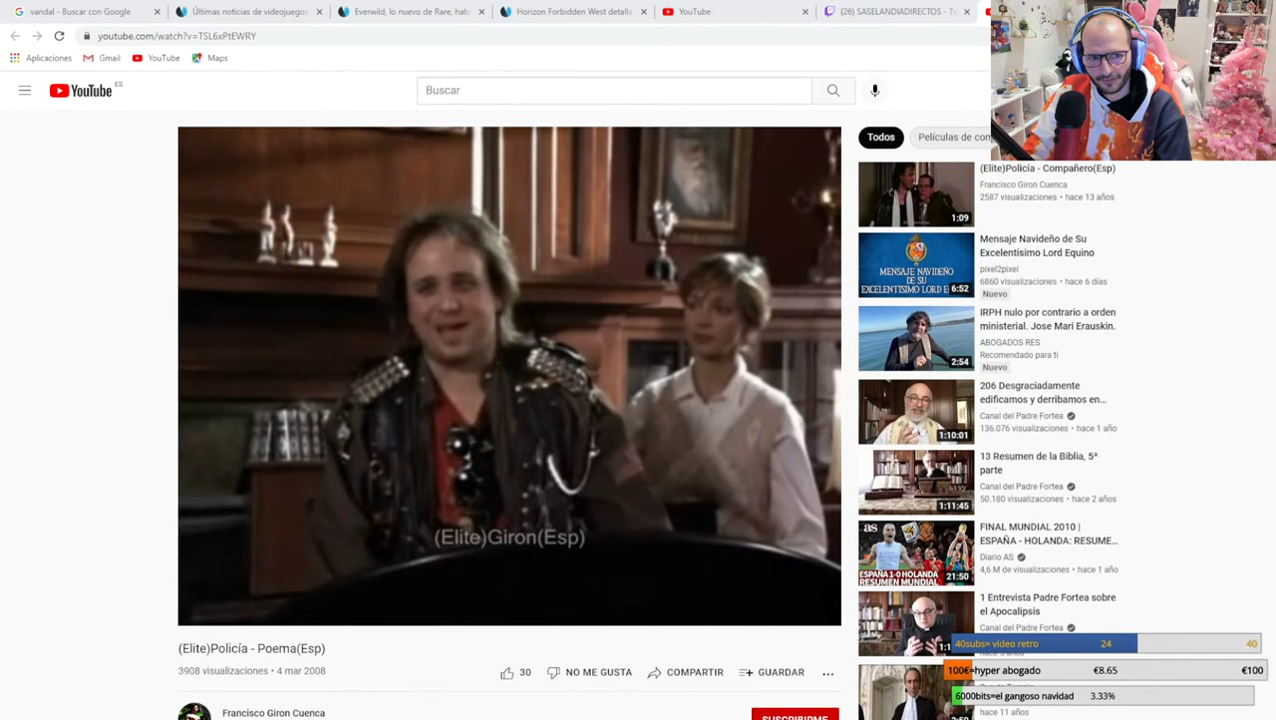 vandal - Buscar con Google
Últimas noticias de videojuegos
Everwild, lo nuevo de Rare, hab
Horizon Forbidden West detalla
YouTube
(26) SASELANDIADIRECTOS - T
youtube.com/watch?v=TSL6xPtEWRY
Aplicaciones
Gmail
YouTube
Maps
YouTube ES
Buscar
Todos
Películas de com
(Elite)Giron(Esp)
(Elite)Policía - Poema(Esp)
3908 visualizaciones • 4 mar 2008
30
NO ME GUSTA
COMPARTIR
GUARDAR
Francisco Giron Cuenca
SUSCRIBIRME
(Elite)Policía - Compañero(Esp)
Francisco Giron Cuenca
2587 visualizaciones • hace 13 años
1:09
MENSAJE NAVIDEÑO
DE SU
EXCELENTÍSIMO LORD E
6:52
Mensaje Navideño de Su
Excelentísimo Lord Equino
pixel2pixel
6860 visualizaciones • hace 6 días
Nuevo
2:54
IRPH nulo por contrario a orden
ministerial. Jose Mari Erauskin.
ABOGADOS RES
Recomendado para ti
Nuevo
1:10:01
206 Desgraciadamente
edificamos y derribamos en...
Canal del Padre Fortea
136.076 visualizaciones • hace 1 año
1:11:45
13 Resumen de la Biblia, 5ª
parte
Canal del Padre Fortea
50.180 visualizaciones • hace 2 años
as
ESPAÑA 1-0 HOLANDA
RESUMEN MUNDIAL
21:50
FINAL MUNDIAL 2010 |
ESPAÑA - HOLANDA: RESUME...
Diario AS
4,6 M de visualizaciones • hace 1 año
1 Entrevista Padre Fortea sobre
el Apocalipsis
Canal del Padre Fortea
40subs= video retro 24 40
100€=hyper abogado €8.65 €100
6000bits=el gangoso navidad 3.33%
hace 11 años